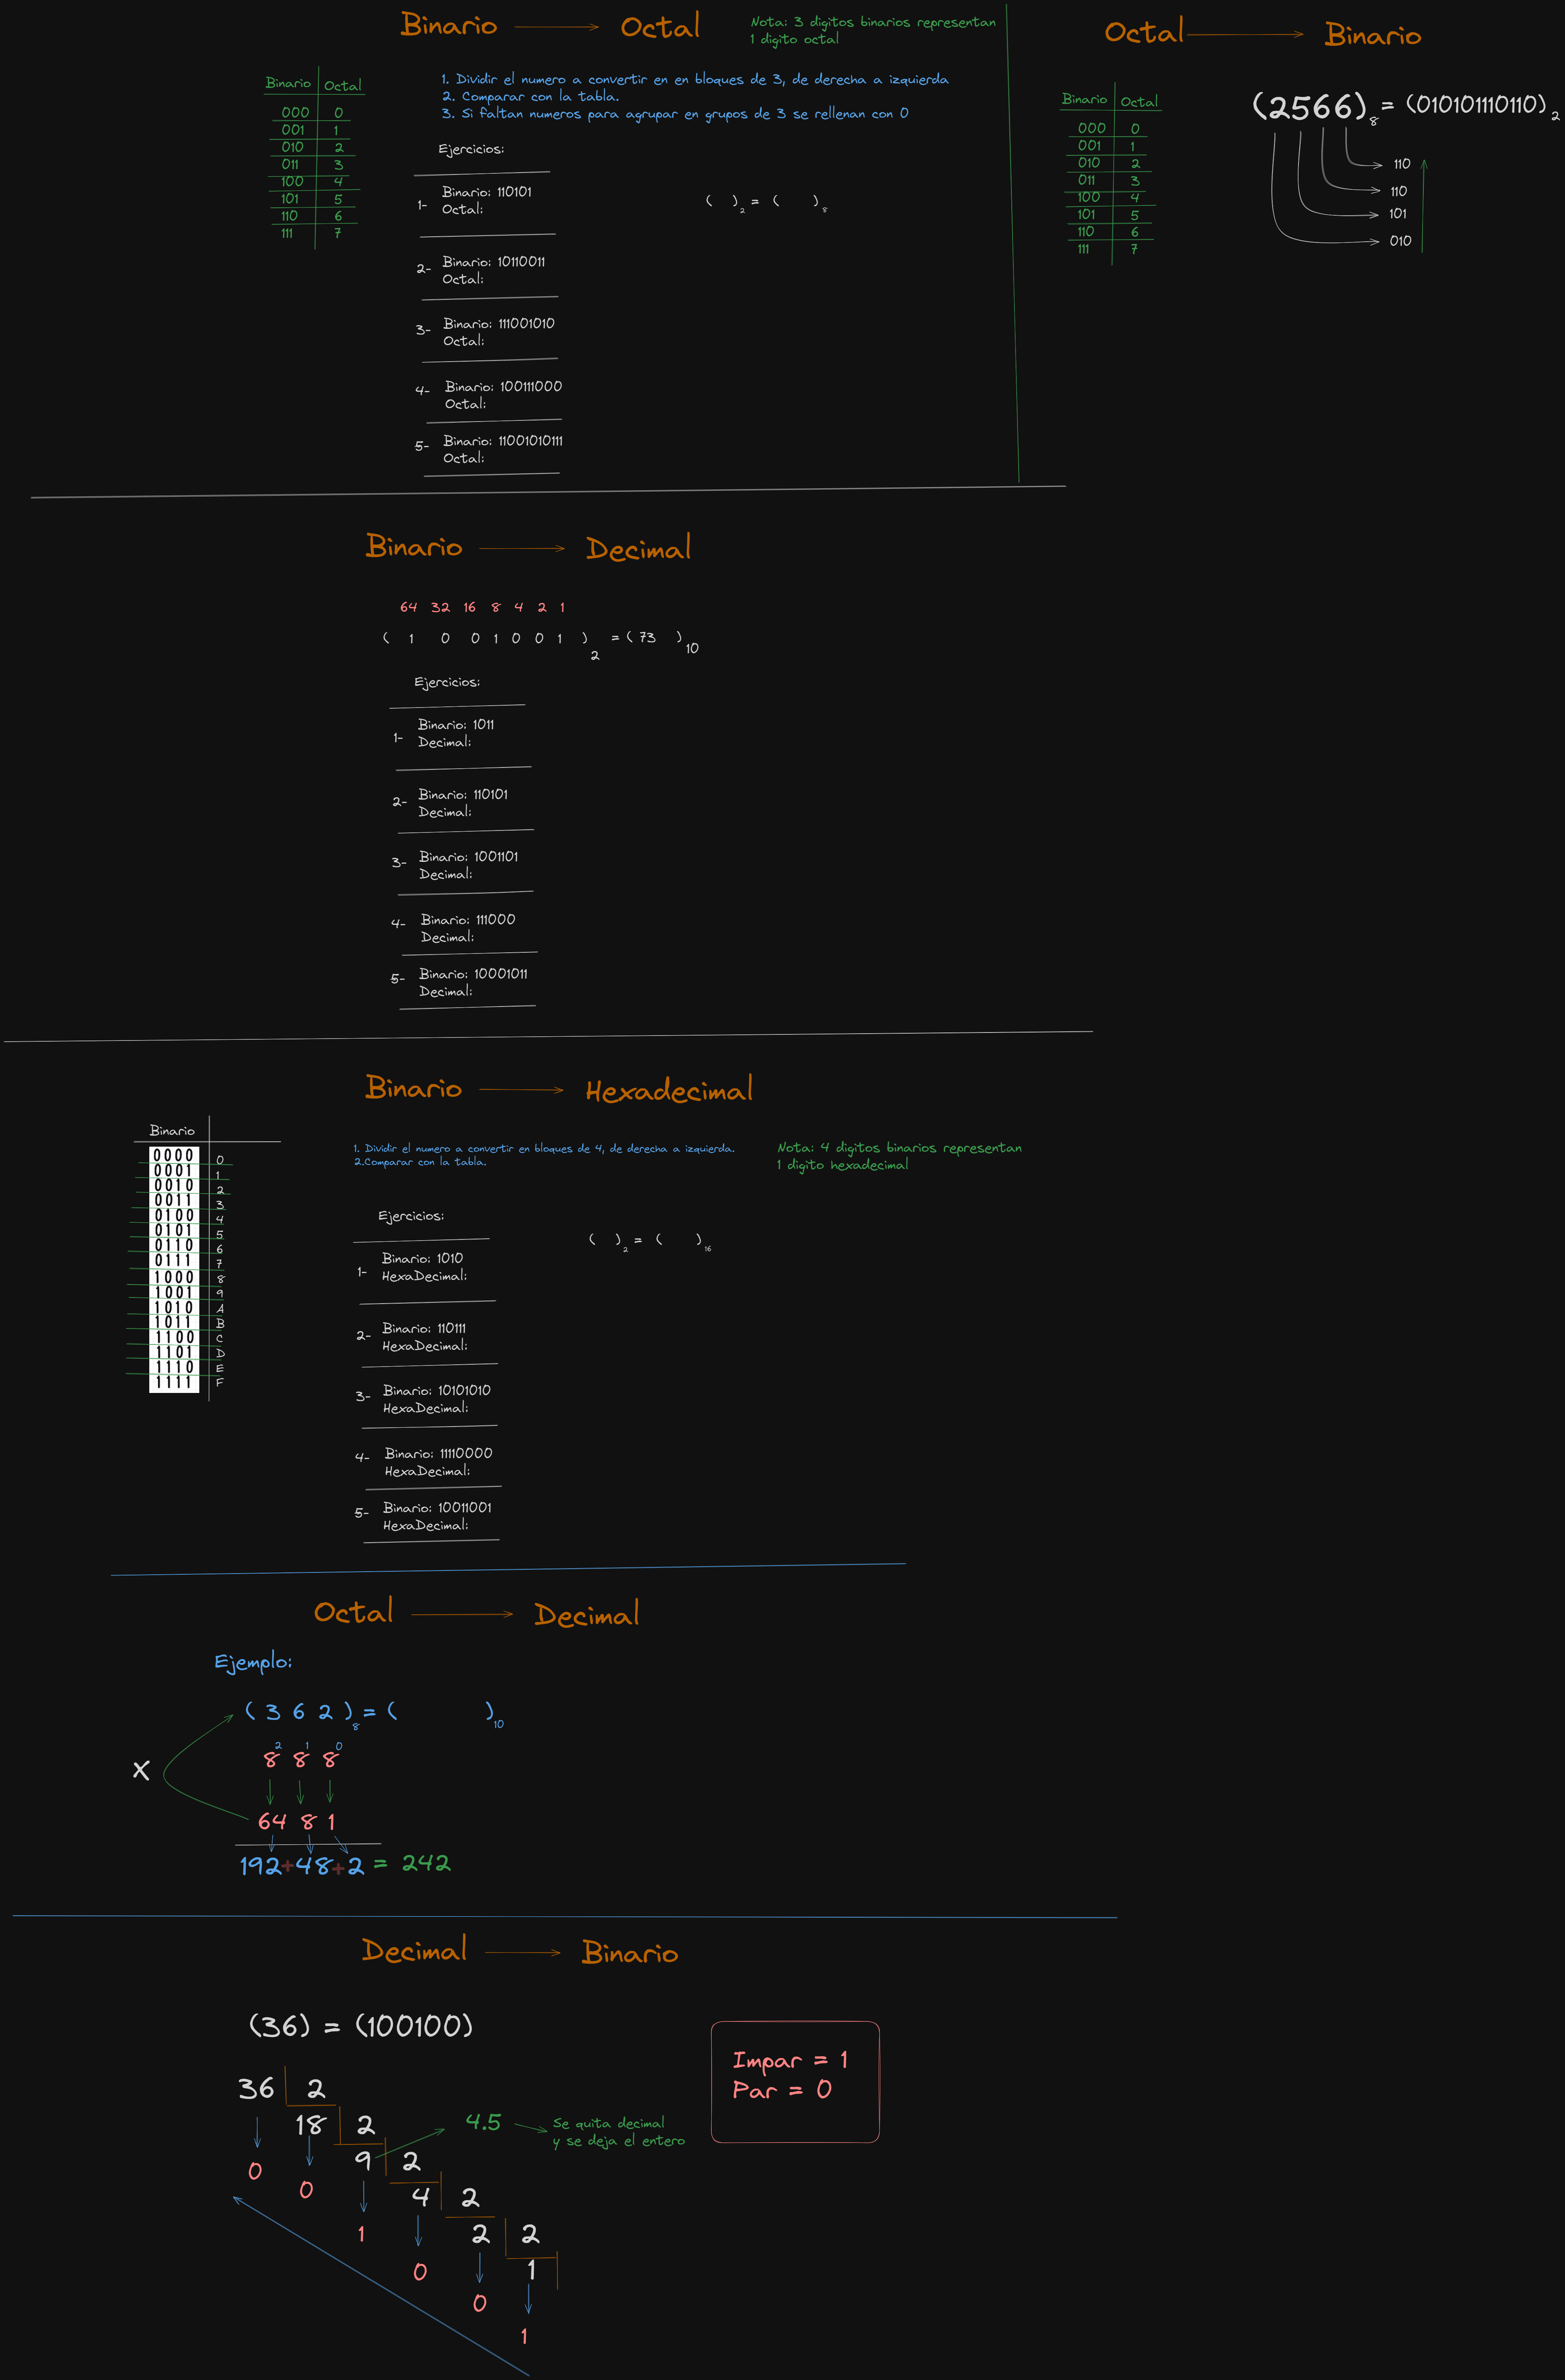 Binario Octal
Nota: 3 digitos binarios representan
1 digito octal
Binario Octal
000 0
001 1
010 2
011 3
100 4
101 5
110 6
111 7
1. Dividir el numero a convertir en en bloques de 3, de derecha a izquierda
2. Comparar con la tabla.
3. Si faltan numeros para agrupar en grupos de 3 se rellenan con 0
Ejercicios:
1- Binario: 110101
Octal:
( )2 = ( )8
2- Binario: 10110011
Octal:
3- Binario: 111001010
Octal:
4- Binario: 100111000
Octal:
5- Binario: 11001010111
Octal:
Octal Binario
Binario Octal
000 0
001 1
010 2
011 3
100 4
101 5
110 6
111 7
(2566)8 = (010101110110)2
110
110
101
010
Binario Decimal
64 32 16 8 4 2 1
( 1 0 0 1 0 0 1 )2 = ( 73 )10
Ejercicios:
1- Binario: 1011
Decimal:
2- Binario: 110101
Decimal:
3- Binario: 1001101
Decimal:
4- Binario: 111000
Decimal:
5- Binario: 10001011
Decimal:
Binario Hexadecimal
Binario
0000 0
0001 1
0010 2
0011 3
0100 4
0101 5
0110 6
0111 7
1000 8
1001 9
1010 A
1011 B
1100 C
1101 D
1110 E
1111 F
1. Dividir el numero a convertir en bloques de 4, de derecha a izquierda.
2.Comparar con la tabla.
Nota: 4 digitos binarios representan
1 digito hexadecimal
Ejercicios:
1- Binario: 1010
HexaDecimal:
( )2 = ( )16
2- Binario: 110111
HexaDecimal:
3- Binario: 10101010
HexaDecimal:
4- Binario: 11110000
HexaDecimal:
5- Binario: 10011001
HexaDecimal:
Octal Decimal
Ejemplo:
( 3 6 2 )8 = ( )10
8² 8¹ 8⁰
X
64 8 1
192+48+2 = 242
Decimal Binario
(36) = (100100)
Impar = 1
Par = 0
36 2
18 2
4.5
Se quita decimal
y se deja el entero
9 2
0
0
4 2
1
2 2
0
1
0
1